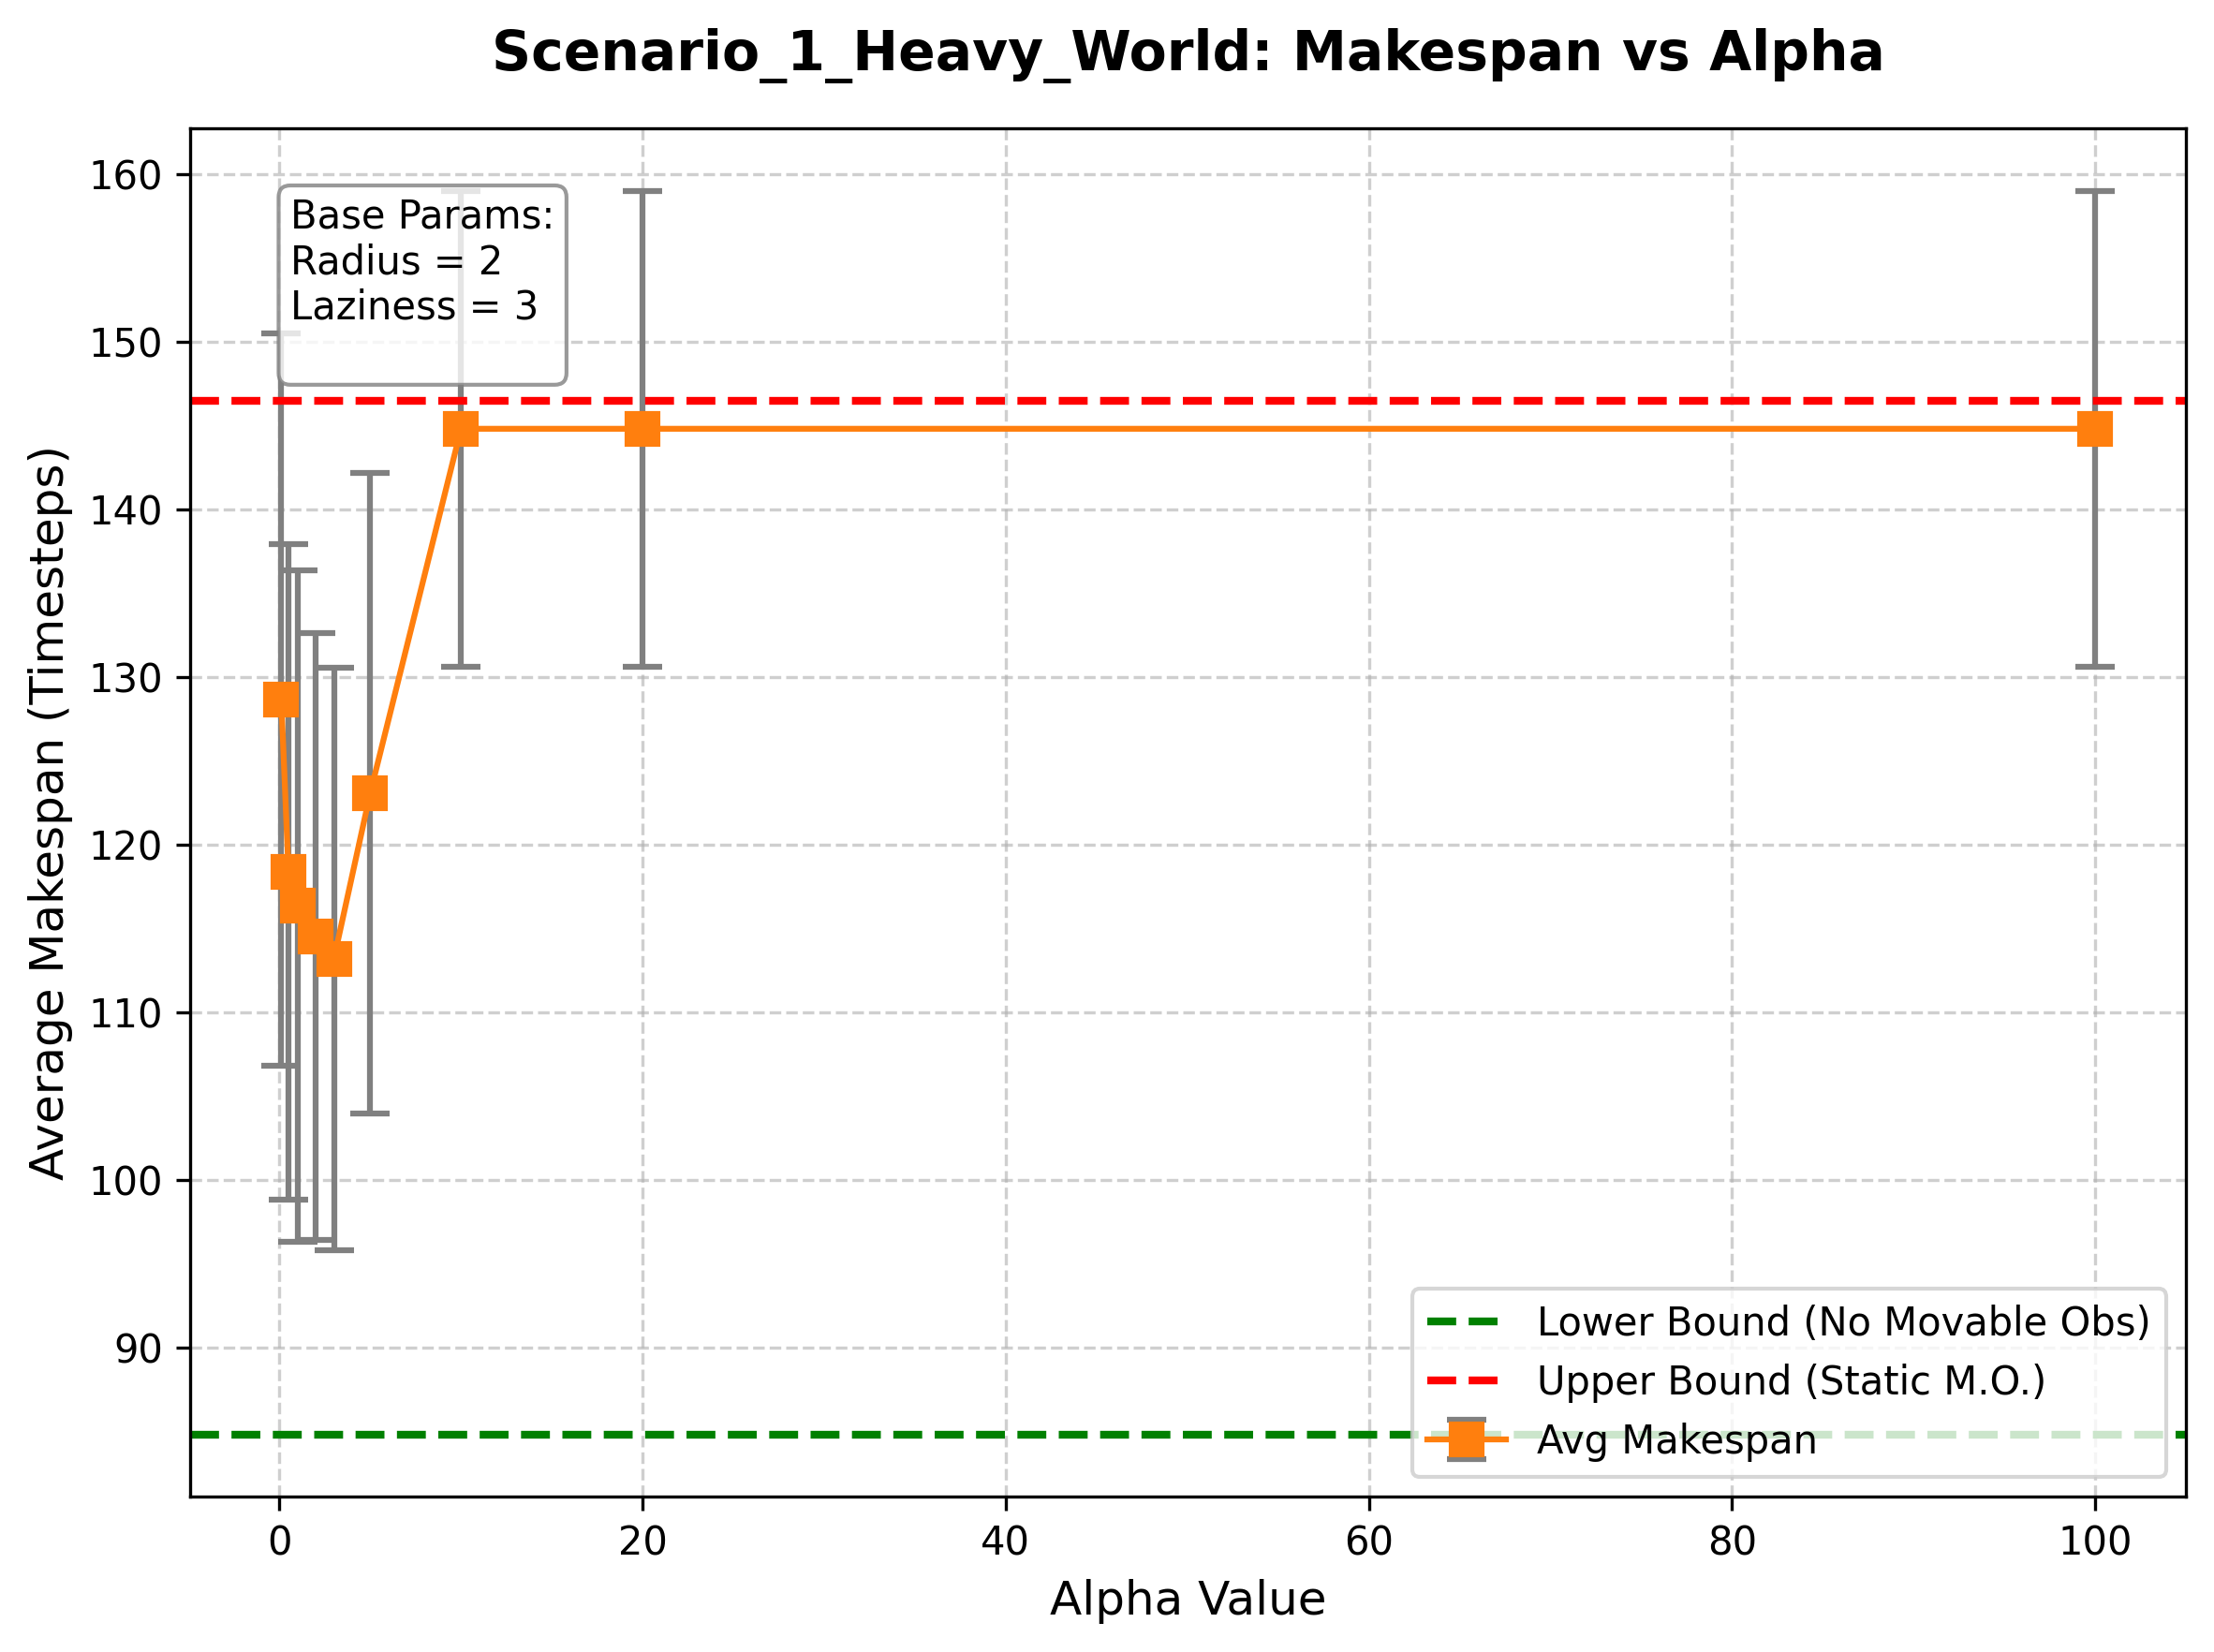 Scenario_1_Heavy_World: Makespan vs Alpha
Average Makespan (Timesteps)
160
150
140
130
120
110
100
90
Base Params:
Radius = 2
Laziness = 3
Lower Bound (No Movable Obs)
Upper Bound (Static M.O.)
Avg Makespan
0 20 40 60 80 100
Alpha Value